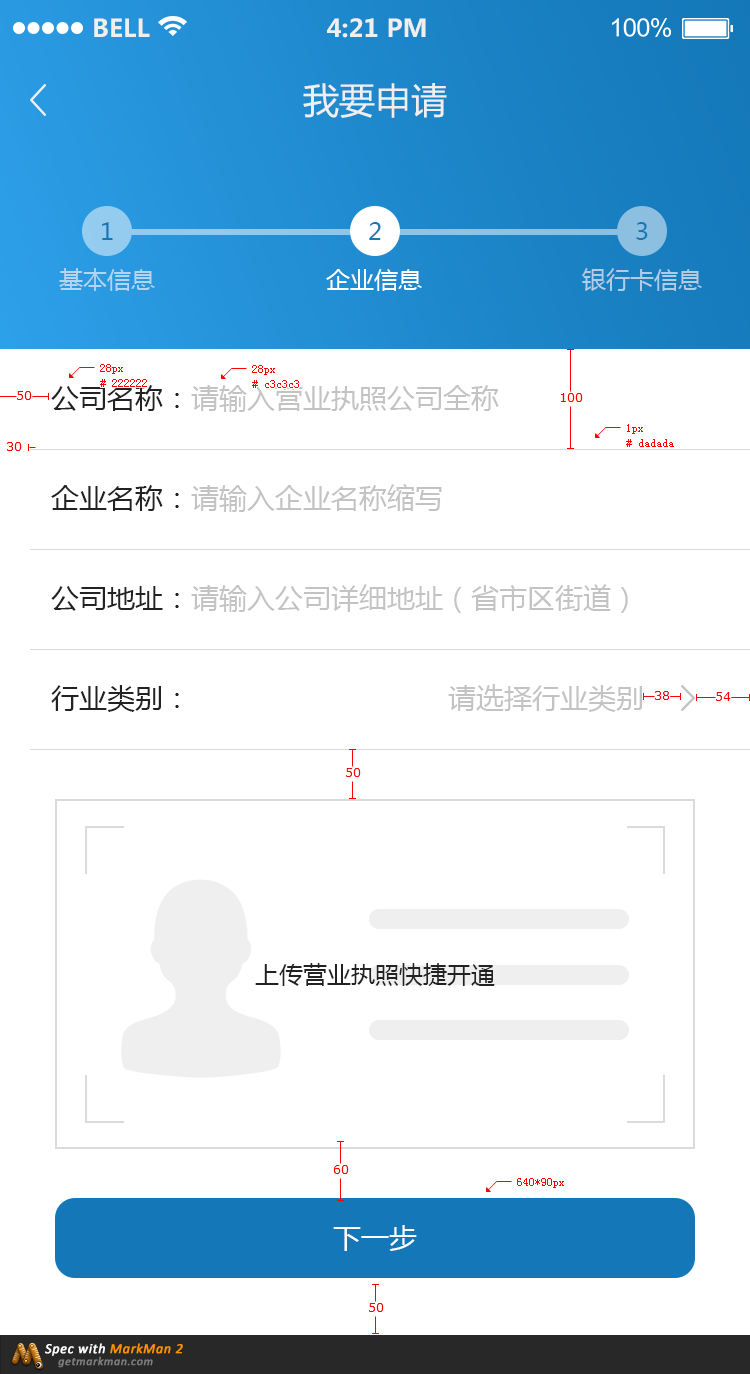 BELL 4:21 PM 100%
我要申请
1 2 3
基本信息 企业信息 银行卡信息
28px 28px
# 222222 # c3c3c3
50 公司名称：请输入营业执照公司全称 100
1px
30 # dadada
企业名称：请输入企业名称缩写
公司地址：请输入公司详细地址（省市区街道）
行业类别： 请选择行业类别 38 54
50
上传营业执照快捷开通
60
640*90px
下一步
50
Spec with MarkMan 2
getmarkman.com